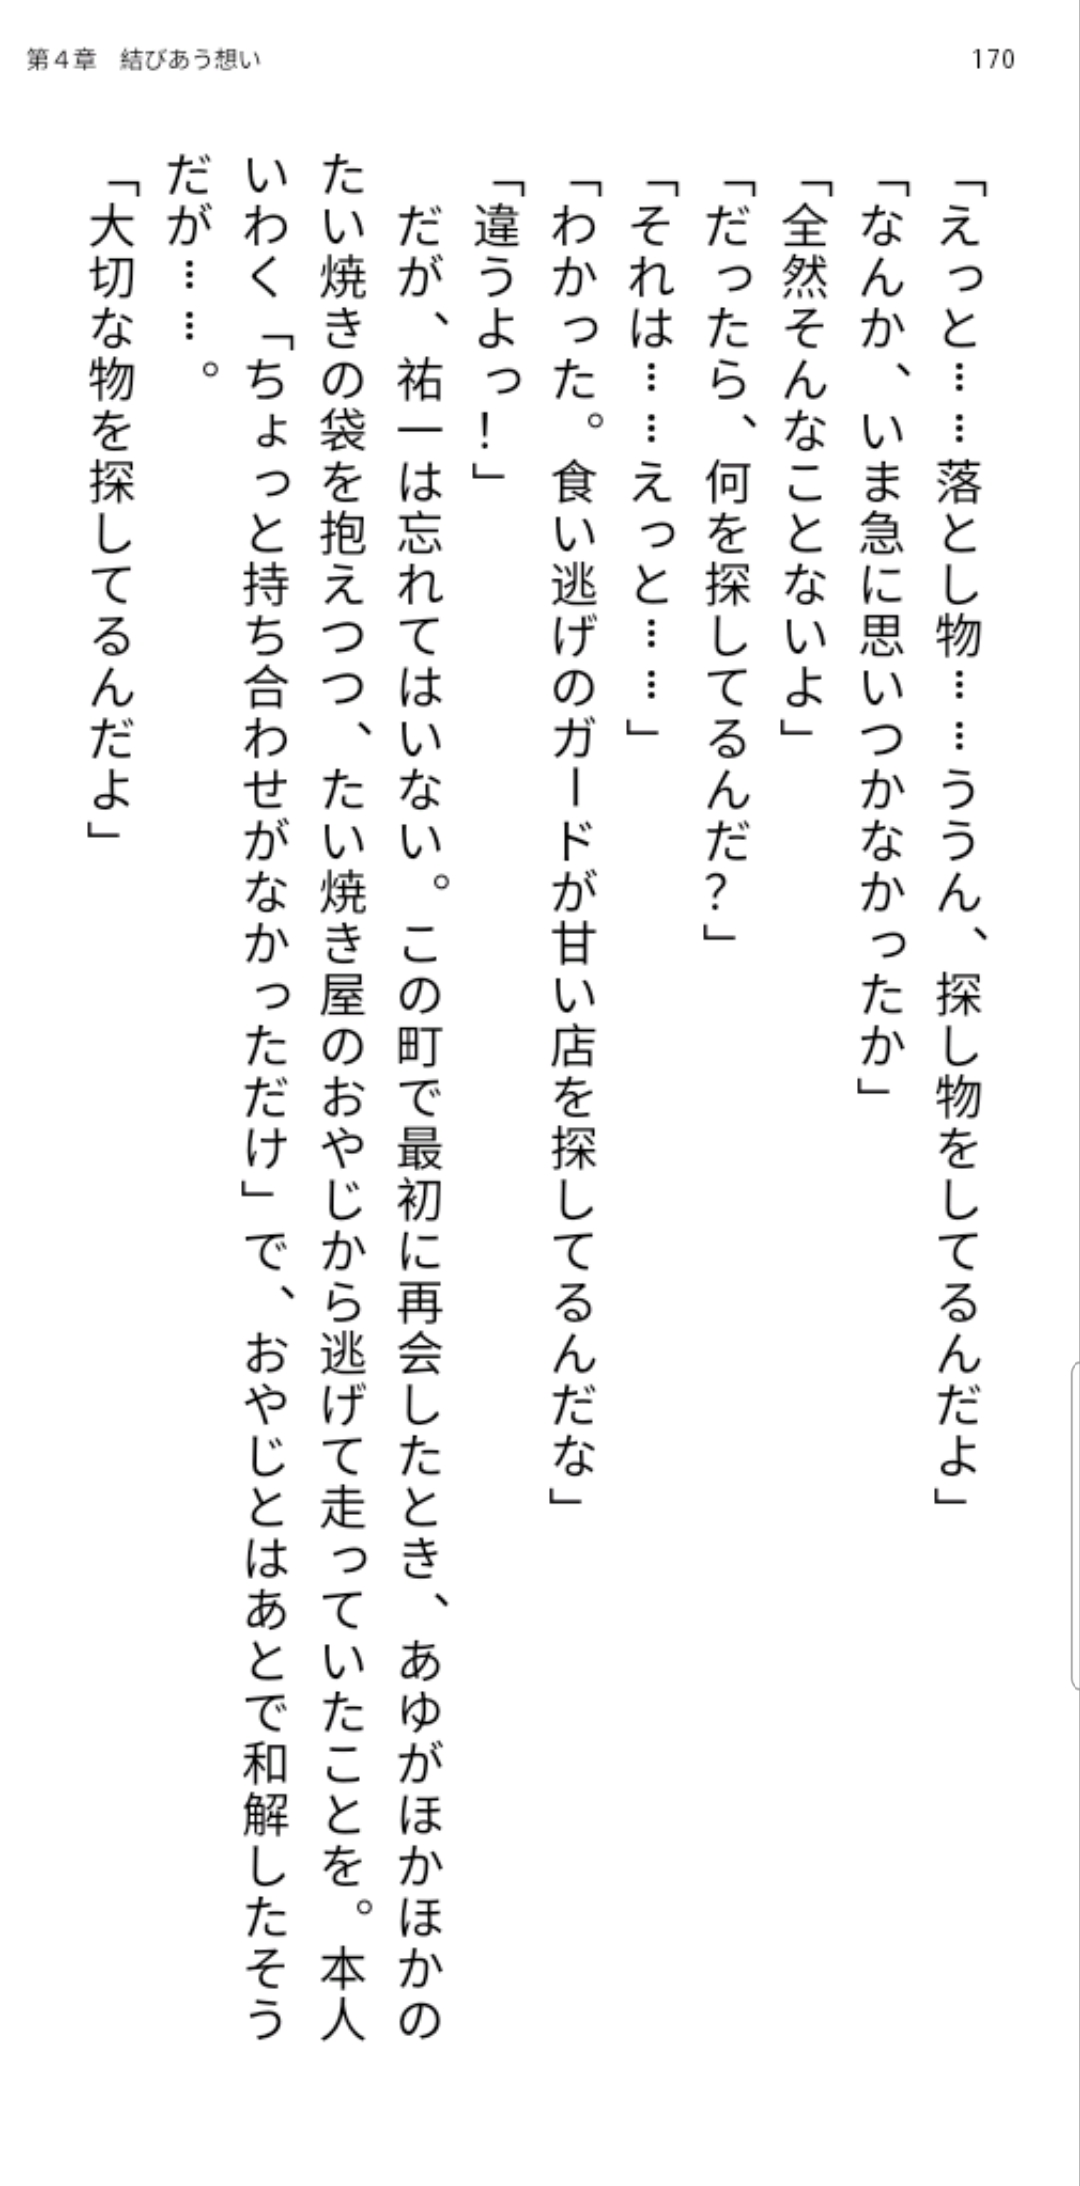 第４章　結びあう想い
170
「えっと……落とし物……ううん、探し物をしてるんだよ」
「なんか、いま急に思いつかなかったか」
「全然そんなことないよ」
「だったら、何を探してるんだ？」
「それは……えっと……」
「わかった。食い逃げのガードが甘い店を探してるんだな」
「違うよっ！」
　だが、祐一は忘れてはいない。この町で最初に再会したとき、あゆがほかほかの
たい焼きの袋を抱えつつ、たい焼き屋のおやじから逃げて走っていたことを。本人
いわく「ちょっと持ち合わせがなかっただけ」で、おやじとはあとで和解したそう
だが……。
「大切な物を探してるんだよ」